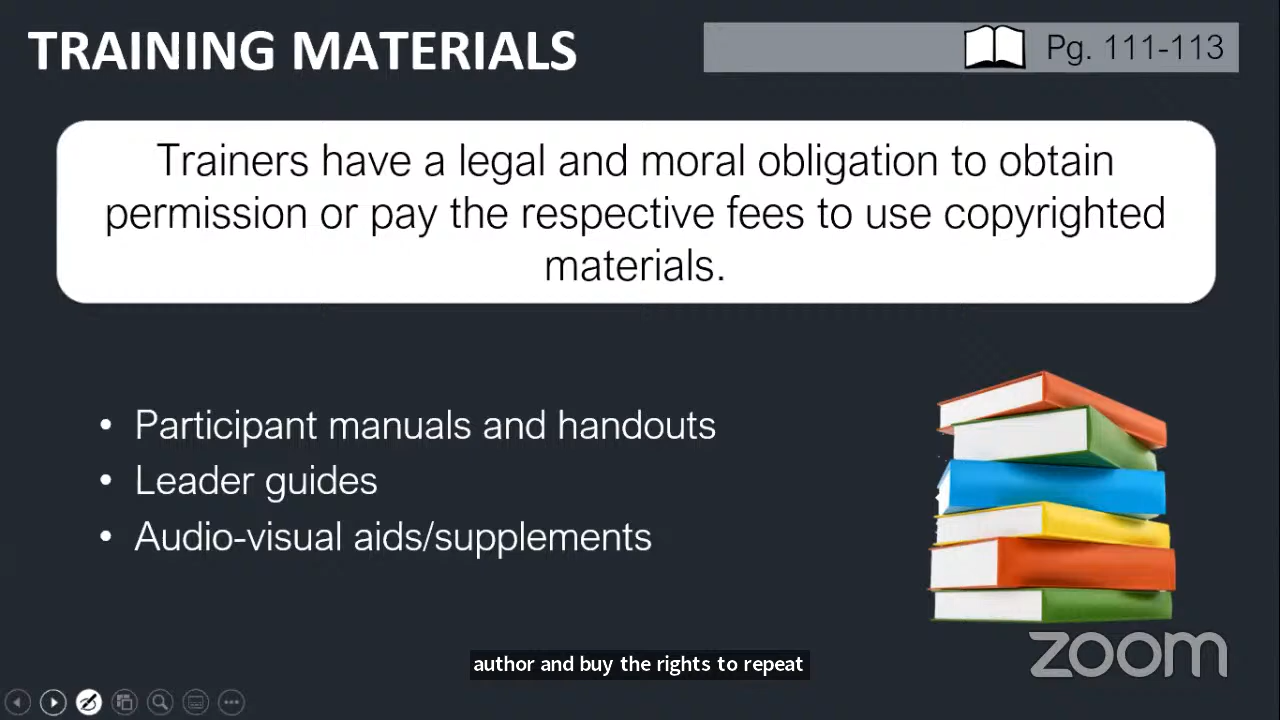 TRAINING MATERIALS
Pg. 111-113
Trainers have a legal and moral obligation to obtain
permission or pay the respective fees to use copyrighted
materials.
• Participant manuals and handouts
• Leader guides
• Audio-visual aids/supplements
author and buy the rights to repeat
zoom